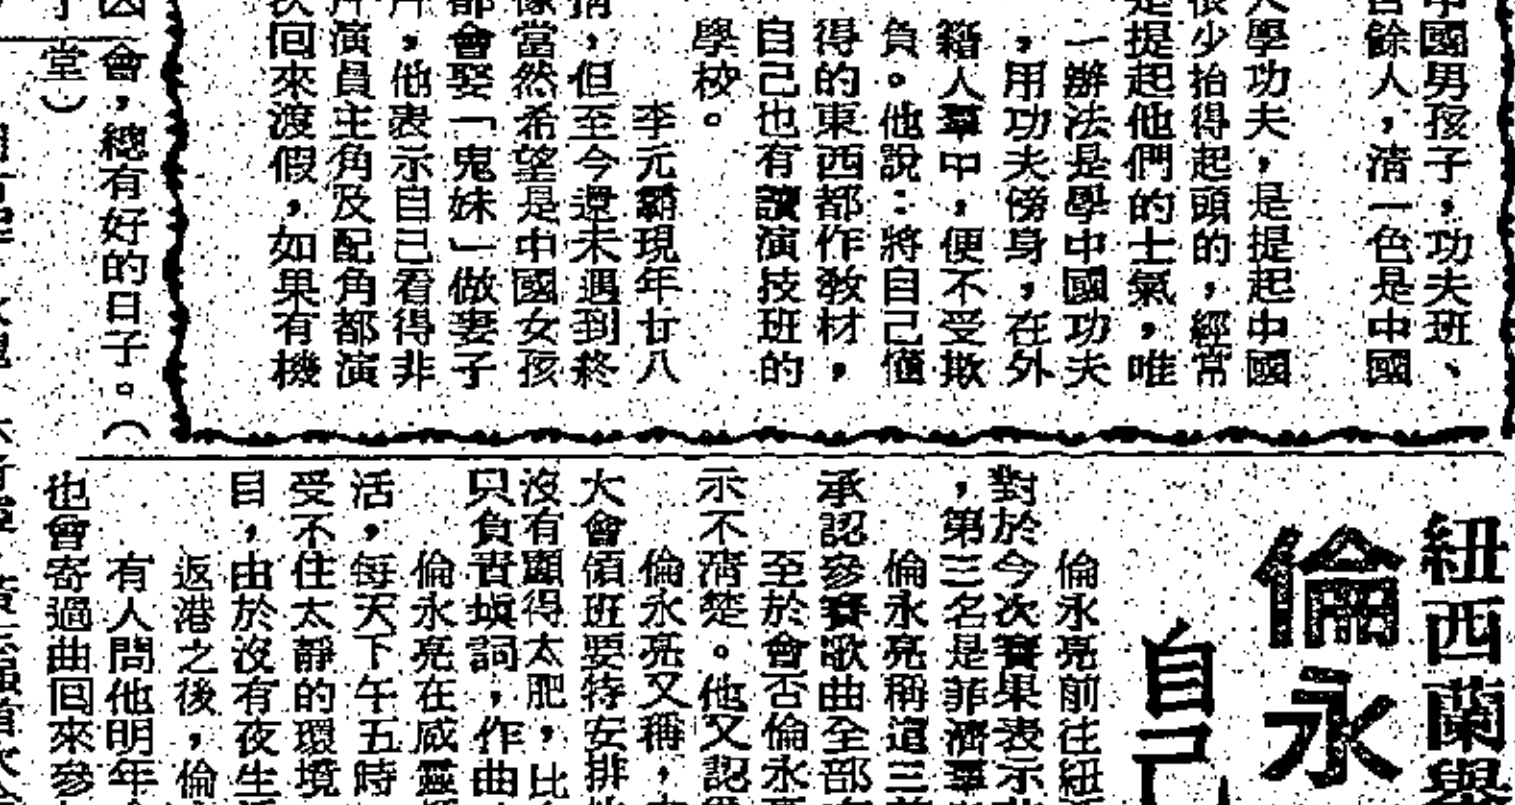 中國男孩子，功夫班、
餘人，清一色是中國
學功夫，是提起中國
很少抬得起頭的，經常
是提起他們的士氣，唯
一辦法是學中國功夫
，用功夫傍身，在外
籍人羣中，便不受欺
負。他說：將自己懂
得的東西都作教材，
自己也有讀演技班的
學校。
李元霸現年廿八
，但至今還未遇到終
像當然希望是中國女孩
都會娶「鬼妹」做妻子
，他表示自己看得非
演員主角及配角都演
次回來渡假，如果有機
會，總有好的日子。（
堂）
紐西蘭與
倫永
自己
倫永亮前往紐
對於今次賽果表示
，第三名是菲濟羣
倫永亮稱這三
承認參賽歌曲全部
至於會否倫永
示不清楚。他又認
倫永亮又稱，
大會領班要特安排
沒有顯得太肥，比
只負責塡詞，作曲
倫永亮在威靈
活，每天下午五時
受不住太靜的環境
目，由於沒有夜生
返港之後，倫
有人問他明年
也會寄過曲回來參